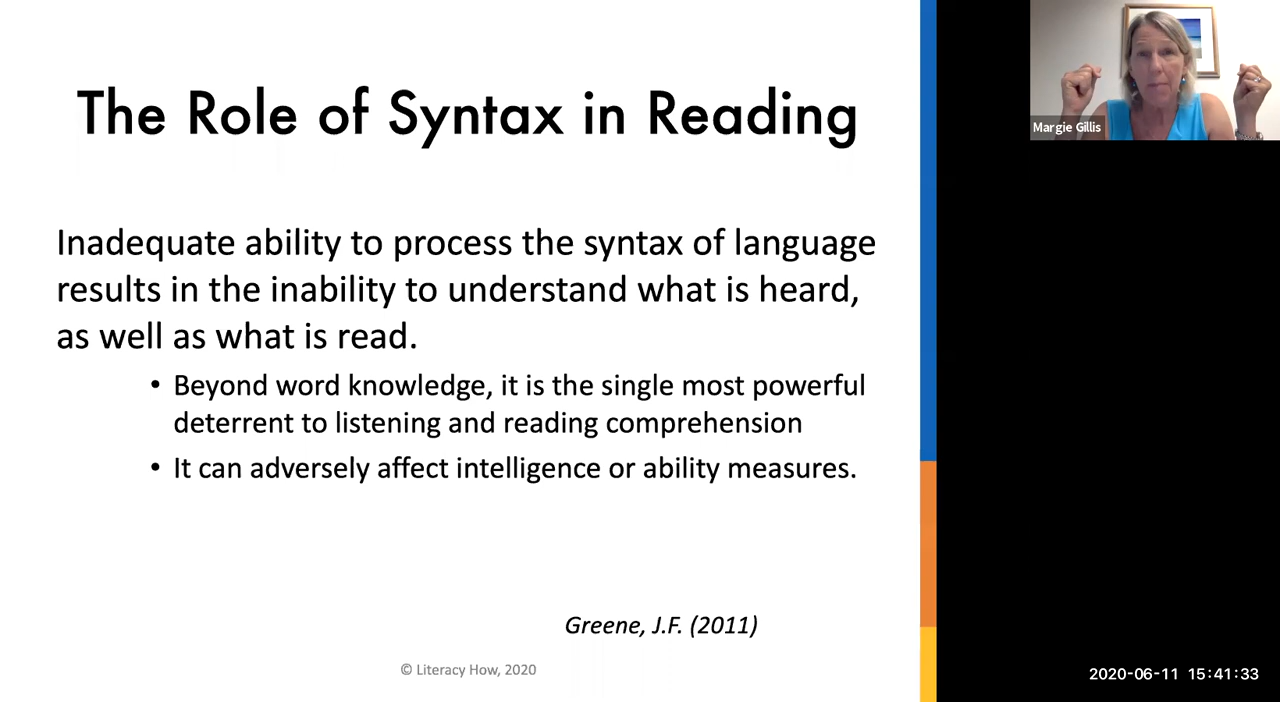 The Role of Syntax in Reading
Inadequate ability to process the syntax of language
results in the inability to understand what is heard,
as well as what is read.
• Beyond word knowledge, it is the single most powerful
deterrent to listening and reading comprehension
• It can adversely affect intelligence or ability measures.
Greene, J.F. (2011)
© Literacy How, 2020
Margie Gillis
2020-06-11 15:41:33